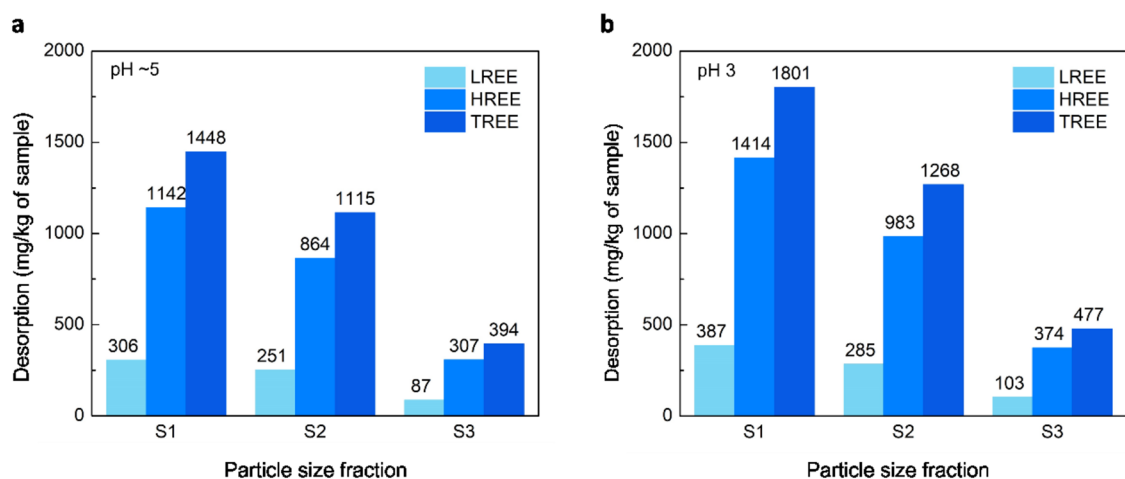 a
pH ~5
LREE
HREE
TREE
Desorption (mg/kg of sample)
2000
1500
1000
500
0
306
1142
1448
251
864
1115
87
307
394
S1
S2
S3
Particle size fraction
b
pH 3
LREE
HREE
TREE
Desorption (mg/kg of sample)
2000
1500
1000
500
0
387
1414
1801
285
983
1268
103
374
477
S1
S2
S3
Particle size fraction